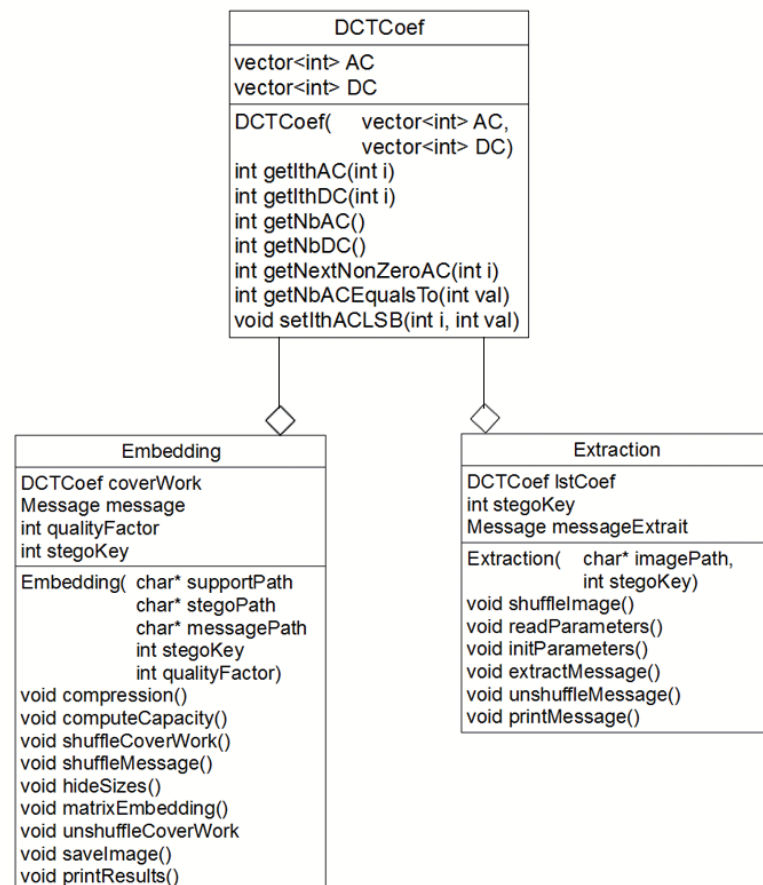 DCTCoef
vector<int> AC
vector<int> DC
DCTCoef( vector<int> AC,
vector<int> DC)
int getIthAC(int i)
int getIthDC(int i)
int getNbAC()
int getNbDC()
int getNextNonZeroAC(int i)
int getNbACEqualsTo(int val)
void setIthACLSB(int i, int val)
Embedding
DCTCoef coverWork
Message message
int qualityFactor
int stegoKey
Embedding( char* supportPath
char* stegoPath
char* messagePath
int stegoKey
int qualityFactor)
void compression()
void computeCapacity()
void shuffleCoverWork()
void shuffleMessage()
void hideSizes()
void matrixEmbedding()
void unshuffleCoverWork
void saveImage()
void printResults()
Extraction
DCTCoef lstCoef
int stegoKey
Message messageExtrait
Extraction( char* imagePath,
int stegoKey)
void shuffleImage()
void readParameters()
void initParameters()
void extractMessage()
void unshuffleMessage()
void printMessage()